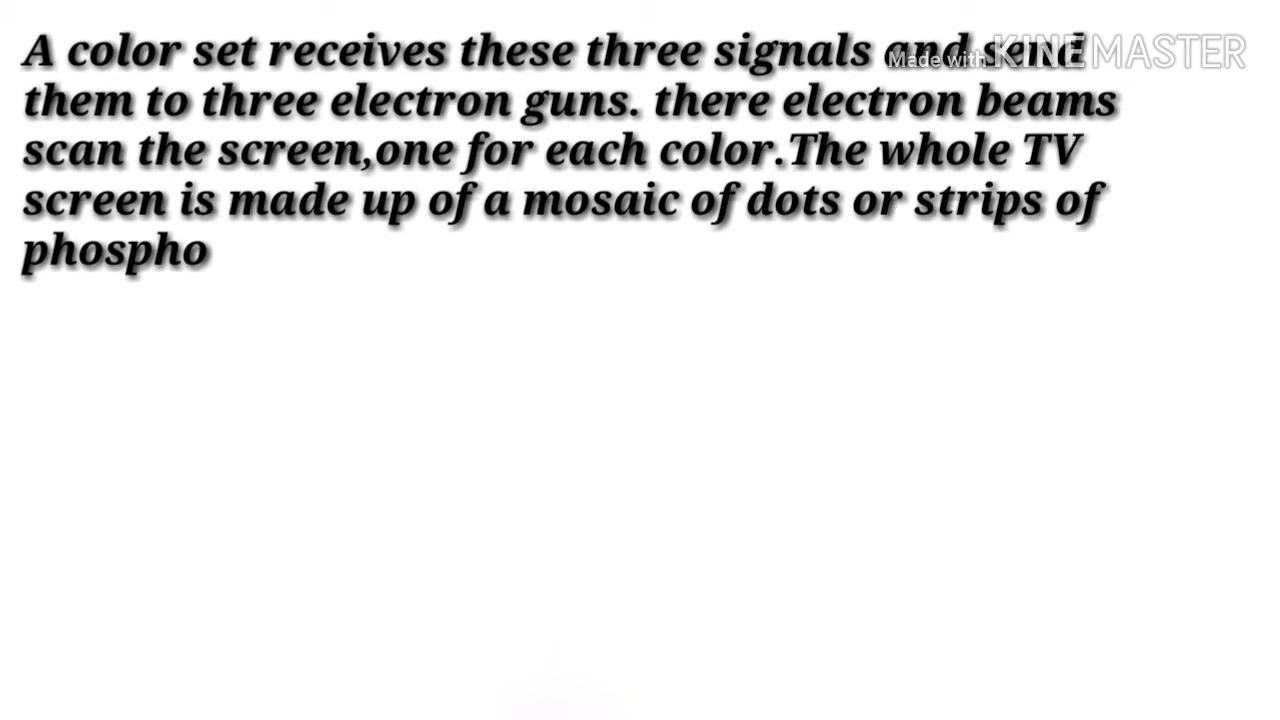 A color set receives these three signals and send
Made with KINEMASTER
them to three electron guns. there electron beams
scan the screen,one for each color.The whole TV
screen is made up of a mosaic of dots or strips of
phospho